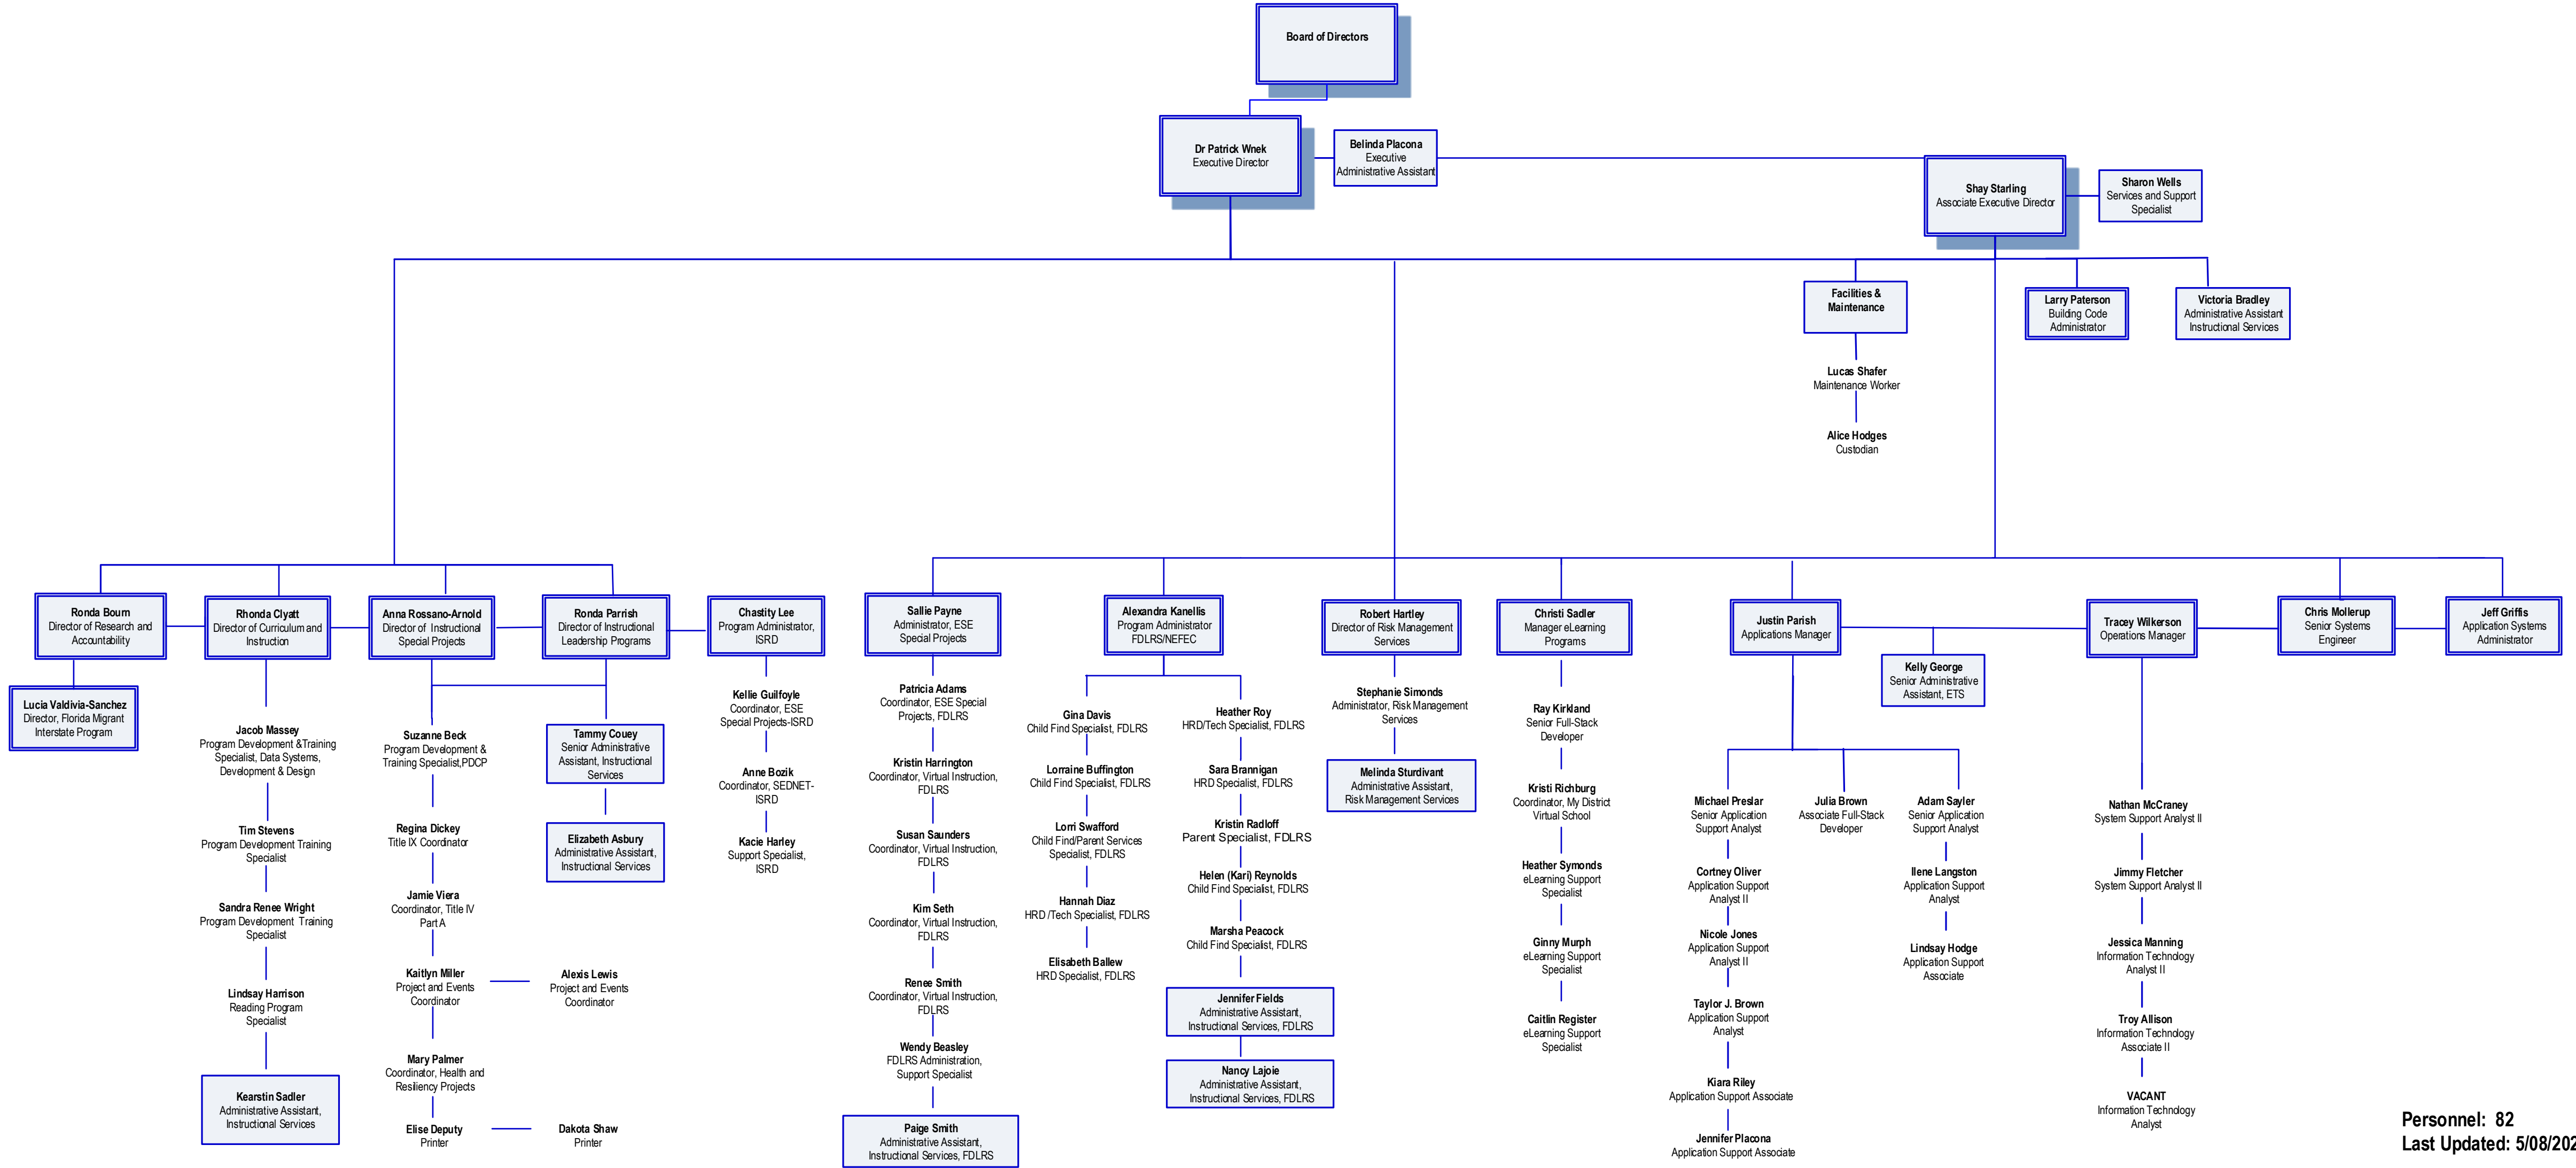 Board of Directors
Dr Patrick Wnek
Executive Director
Belinda Placona
Executive
Administrative Assistant
Shay Starling
Associate Executive Director
Sharon Wells
Services and Support
Specialist
Facilities &
Maintenance
Lucas Shafer
Maintenance Worker
Alice Hodges
Custodian
Larry Paterson
Building Code
Administrator
Victoria Bradley
Administrative Assistant
Instructional Services
Ronda Bourn
Director of Research and
Accountability
Lucia Valdivia-Sanchez
Director, Florida Migrant
Interstate Program
Rhonda Clyatt
Director of Curriculum and
Instruction
Jacob Massey
Program Development &Training
Specialist, Data Systems,
Development & Design
Tim Stevens
Program Development Training
Specialist
Sandra Renee Wright
Program Development Training
Specialist
Lindsay Harrison
Reading Program
Specialist
Kearstin Sadler
Administrative Assistant,
Instructional Services
Anna Rossano-Arnold
Director of Instructional
Special Projects
Suzanne Beck
Program Development &
Training Specialist,PDCP
Regina Dickey
Title IX Coordinator
Jamie Viera
Coordinator, Title IV
Part A
Kaitlyn Miller
Project and Events
Coordinator
Alexis Lewis
Project and Events
Coordinator
Mary Palmer
Coordinator, Health and
Resiliency Projects
Elise Deputy
Printer
Dakota Shaw
Printer
Ronda Parrish
Director of Instructional
Leadership Programs
Tammy Couey
Senior Administrative
Assistant, Instructional
Services
Elizabeth Asbury
Administrative Assistant,
Instructional Services
Chastity Lee
Program Administrator,
ISRD
Kellie Guilfoyle
Coordinator, ESE
Special Projects-ISRD
Anne Bozik
Coordinator, SEDNET-
ISRD
Kacie Harley
Support Specialist,
ISRD
Sallie Payne
Administrator, ESE
Special Projects
Patricia Adams
Coordinator, ESE Special
Projects, FDLRS
Kristin Harrington
Coordinator, Virtual Instruction,
FDLRS
Susan Saunders
Coordinator, Virtual Instruction,
FDLRS
Kim Seth
Coordinator, Virtual Instruction,
FDLRS
Renee Smith
Coordinator, Virtual Instruction,
FDLRS
Wendy Beasley
FDLRS Administration,
Support Specialist
Paige Smith
Administrative Assistant,
Instructional Services, FDLRS
Alexandra Kanellis
Program Administrator
FDLRS/NEFEC
Gina Davis
Child Find Specialist, FDLRS
Lorraine Buffington
Child Find Specialist, FDLRS
Lorri Swafford
Child Find/Parent Services
Specialist, FDLRS
Hannah Diaz
HRD /Tech Specialist, FDLRS
Elisabeth Ballew
HRD Specialist, FDLRS
Heather Roy
HRD/Tech Specialist, FDLRS
Sara Brannigan
HRD Specialist, FDLRS
Kristin Radloff
Parent Specialist, FDLRS
Helen (Kari) Reynolds
Child Find Specialist, FDLRS
Marsha Peacock
Child Find Specialist, FDLRS
Jennifer Fields
Administrative Assistant,
Instructional Services, FDLRS
Nancy Lajoie
Administrative Assistant,
Instructional Services, FDLRS
Robert Hartley
Director of Risk Management
Services
Stephanie Simonds
Administrator, Risk Management
Services
Melinda Sturdivant
Administrative Assistant,
Risk Management Services
Christi Sadler
Manager eLearning
Programs
Ray Kirkland
Senior Full-Stack
Developer
Kristi Richburg
Coordinator, My District
Virtual School
Heather Symonds
eLearning Support
Specialist
Ginny Murph
eLearning Support
Specialist
Caitlin Register
eLearning Support
Specialist
Justin Parish
Applications Manager
Kelly George
Senior Administrative
Assistant, ETS
Michael Preslar
Senior Application
Support Analyst
Cortney Oliver
Application Support
Analyst II
Nicole Jones
Application Support
Analyst II
Taylor J. Brown
Application Support
Analyst
Kiara Riley
Application Support Associate
Jennifer Placona
Application Support Associate
Julia Brown
Associate Full-Stack
Developer
Adam Sayler
Senior Application
Support Analyst
Ilene Langston
Application Support
Analyst
Lindsay Hodge
Application Support
Associate
Tracey Wilkerson
Operations Manager
Nathan McCraney
System Support Analyst II
Jimmy Fletcher
System Support Analyst II
Jessica Manning
Information Technology
Analyst II
Troy Allison
Information Technology
Associate II
VACANT
Information Technology
Analyst
Chris Mollerup
Senior Systems
Engineer
Jeff Griffis
Application Systems
Administrator
Personnel: 82
Last Updated: 5/08/202